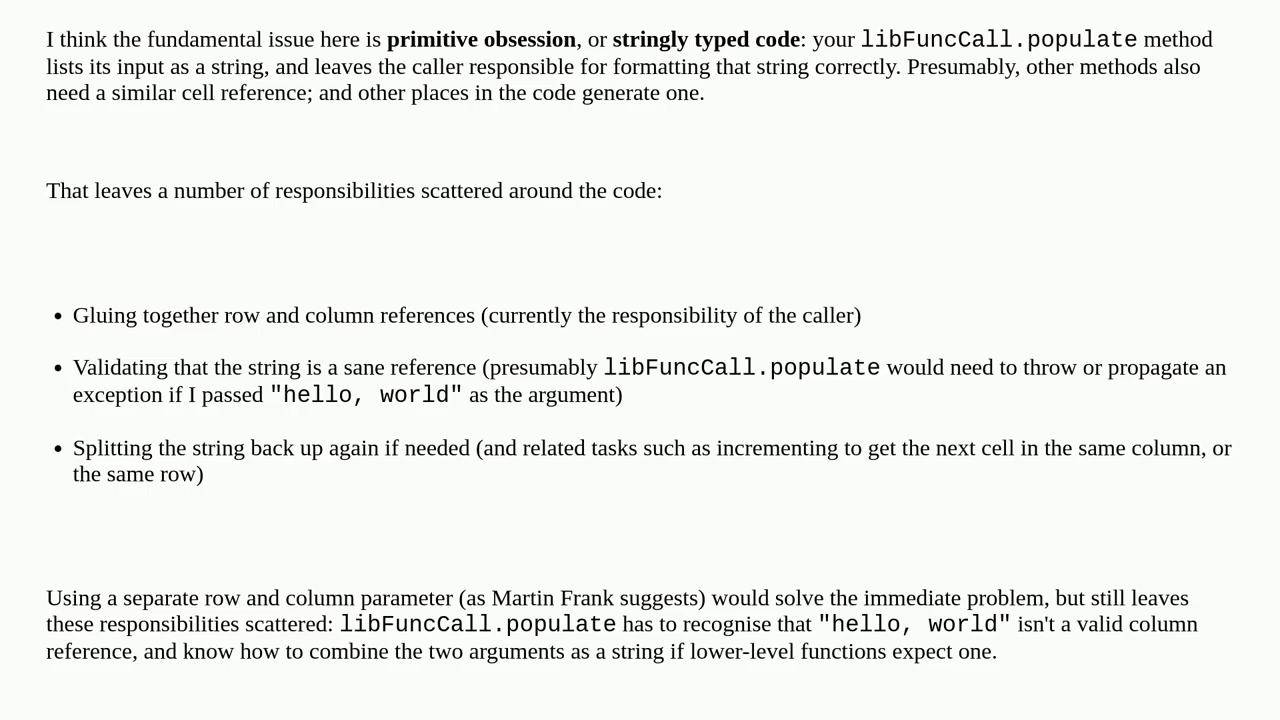 I think the fundamental issue here is primitive obsession, or stringly typed code: your libFuncCall.populate method
lists its input as a string, and leaves the caller responsible for formatting that string correctly. Presumably, other methods also
need a similar cell reference; and other places in the code generate one.
That leaves a number of responsibilities scattered around the code:
• Gluing together row and column references (currently the responsibility of the caller)
• Validating that the string is a sane reference (presumably libFuncCall.populate would need to throw or propagate an
exception if I passed "hello, world" as the argument)
• Splitting the string back up again if needed (and related tasks such as incrementing to get the next cell in the same column, or
the same row)
Using a separate row and column parameter (as Martin Frank suggests) would solve the immediate problem, but still leaves
these responsibilities scattered: libFuncCall.populate has to recognise that "hello, world" isn't a valid column
reference, and know how to combine the two arguments as a string if lower-level functions expect one.